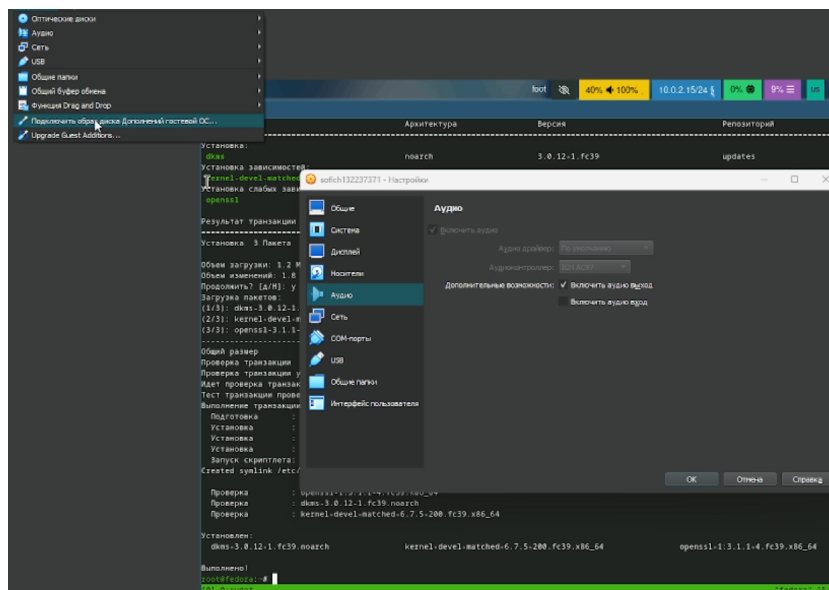 Оптические диски
Аудио
Сеть
USB
Общие папки
Общий буфер обмена
Функция Drag and Drop
Подключить образ диска Дополнений гостевой ОС...
Upgrade Guest Additions...
foot 40% 100% 10.0.2.15/24 0% 9% us
Архитектура Версия Репозиторий
Установка:
dkms noarch 3.0.12-1.fc39 updates
Установка зависимостей:
kernel-devel-matched
Установка слабых зави
openssl
Результат транзакции
Установка 3 Пакета
Объем загрузки: 1.2 M
Объем изменений: 1.8
Продолжить? [д/Н]: y
Загрузка пакетов:
(1/3): dkms-3.0.12-1.
(2/3): kernel-devel-m
(3/3): openssl-3.1.1-
Общий размер
Проверка транзакции
Проверка транзакции у
Идет проверка транзак
Тест транзакции прове
Выполнение транзакции
Подготовка :
Установка :
Установка :
Установка :
Запуск скриптлета:
Created symlink /etc/
sofich132237371 - Настройки
Общие
Система
Дисплей
Носители
Аудио
Сеть
COM-порты
USB
Общие папки
Интерфейс пользователя
Аудио
Включить аудио
Аудио драйвер: По умолчанию
Аудиоконтроллер: ICH AC97
Дополнительные возможности: Включить аудио выход
Включить аудио вход
OK Отмена Справка
Проверка : openssl-1:3.1.1-4.fc39.x86_64
Проверка : dkms-3.0.12-1.fc39.noarch
Проверка : kernel-devel-matched-6.7.5-200.fc39.x86_64
Установлен:
dkms-3.0.12-1.fc39.noarch kernel-devel-matched-6.7.5-200.fc39.x86_64 openssl-1:3.1.1-4.fc39.x86_64
Выполнено!
root@fedora:~#